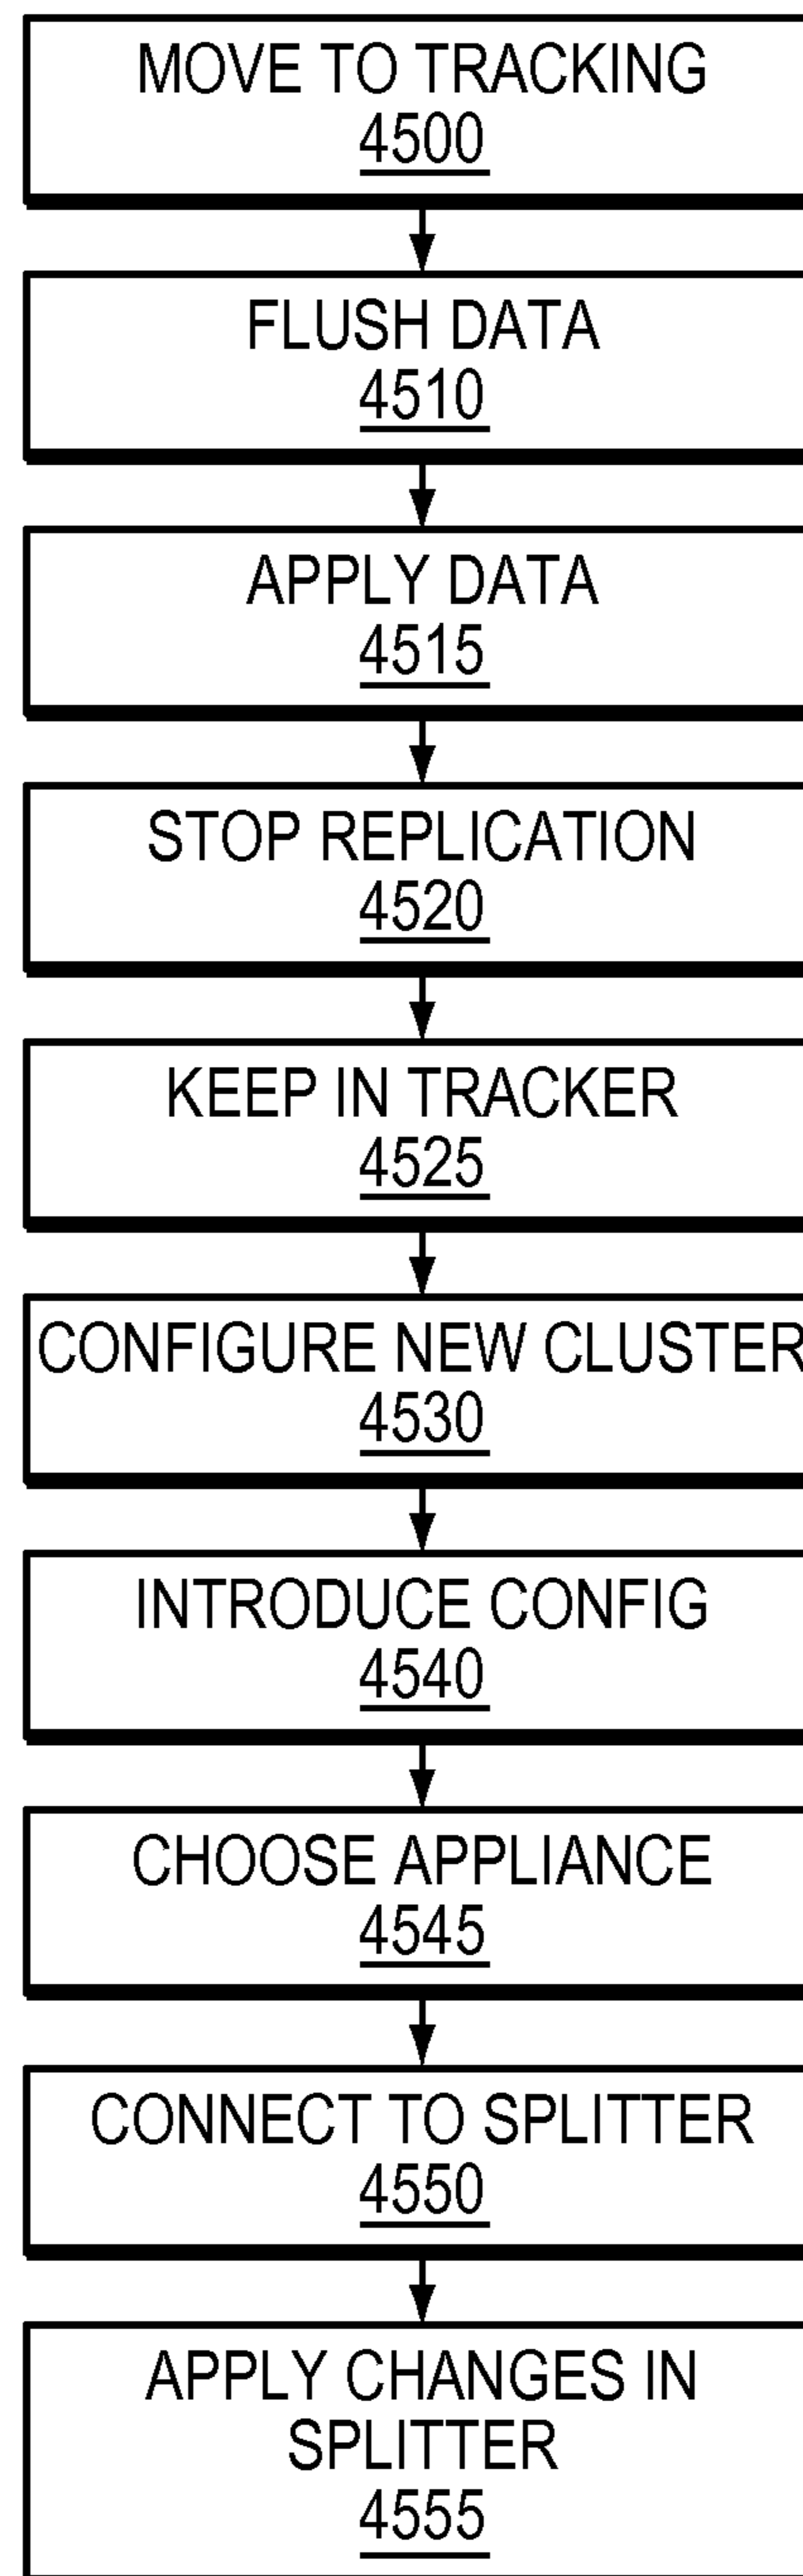 MOVE TO TRACKING
4500
FLUSH DATA
4510
APPLY DATA
4515
STOP REPLICATION
4520
KEEP IN TRACKER
4525
CONFIGURE NEW CLUSTER
4530
INTRODUCE CONFIG
4540
CHOOSE APPLIANCE
4545
CONNECT TO SPLITTER
4550
APPLY CHANGES IN
SPLITTER
4555